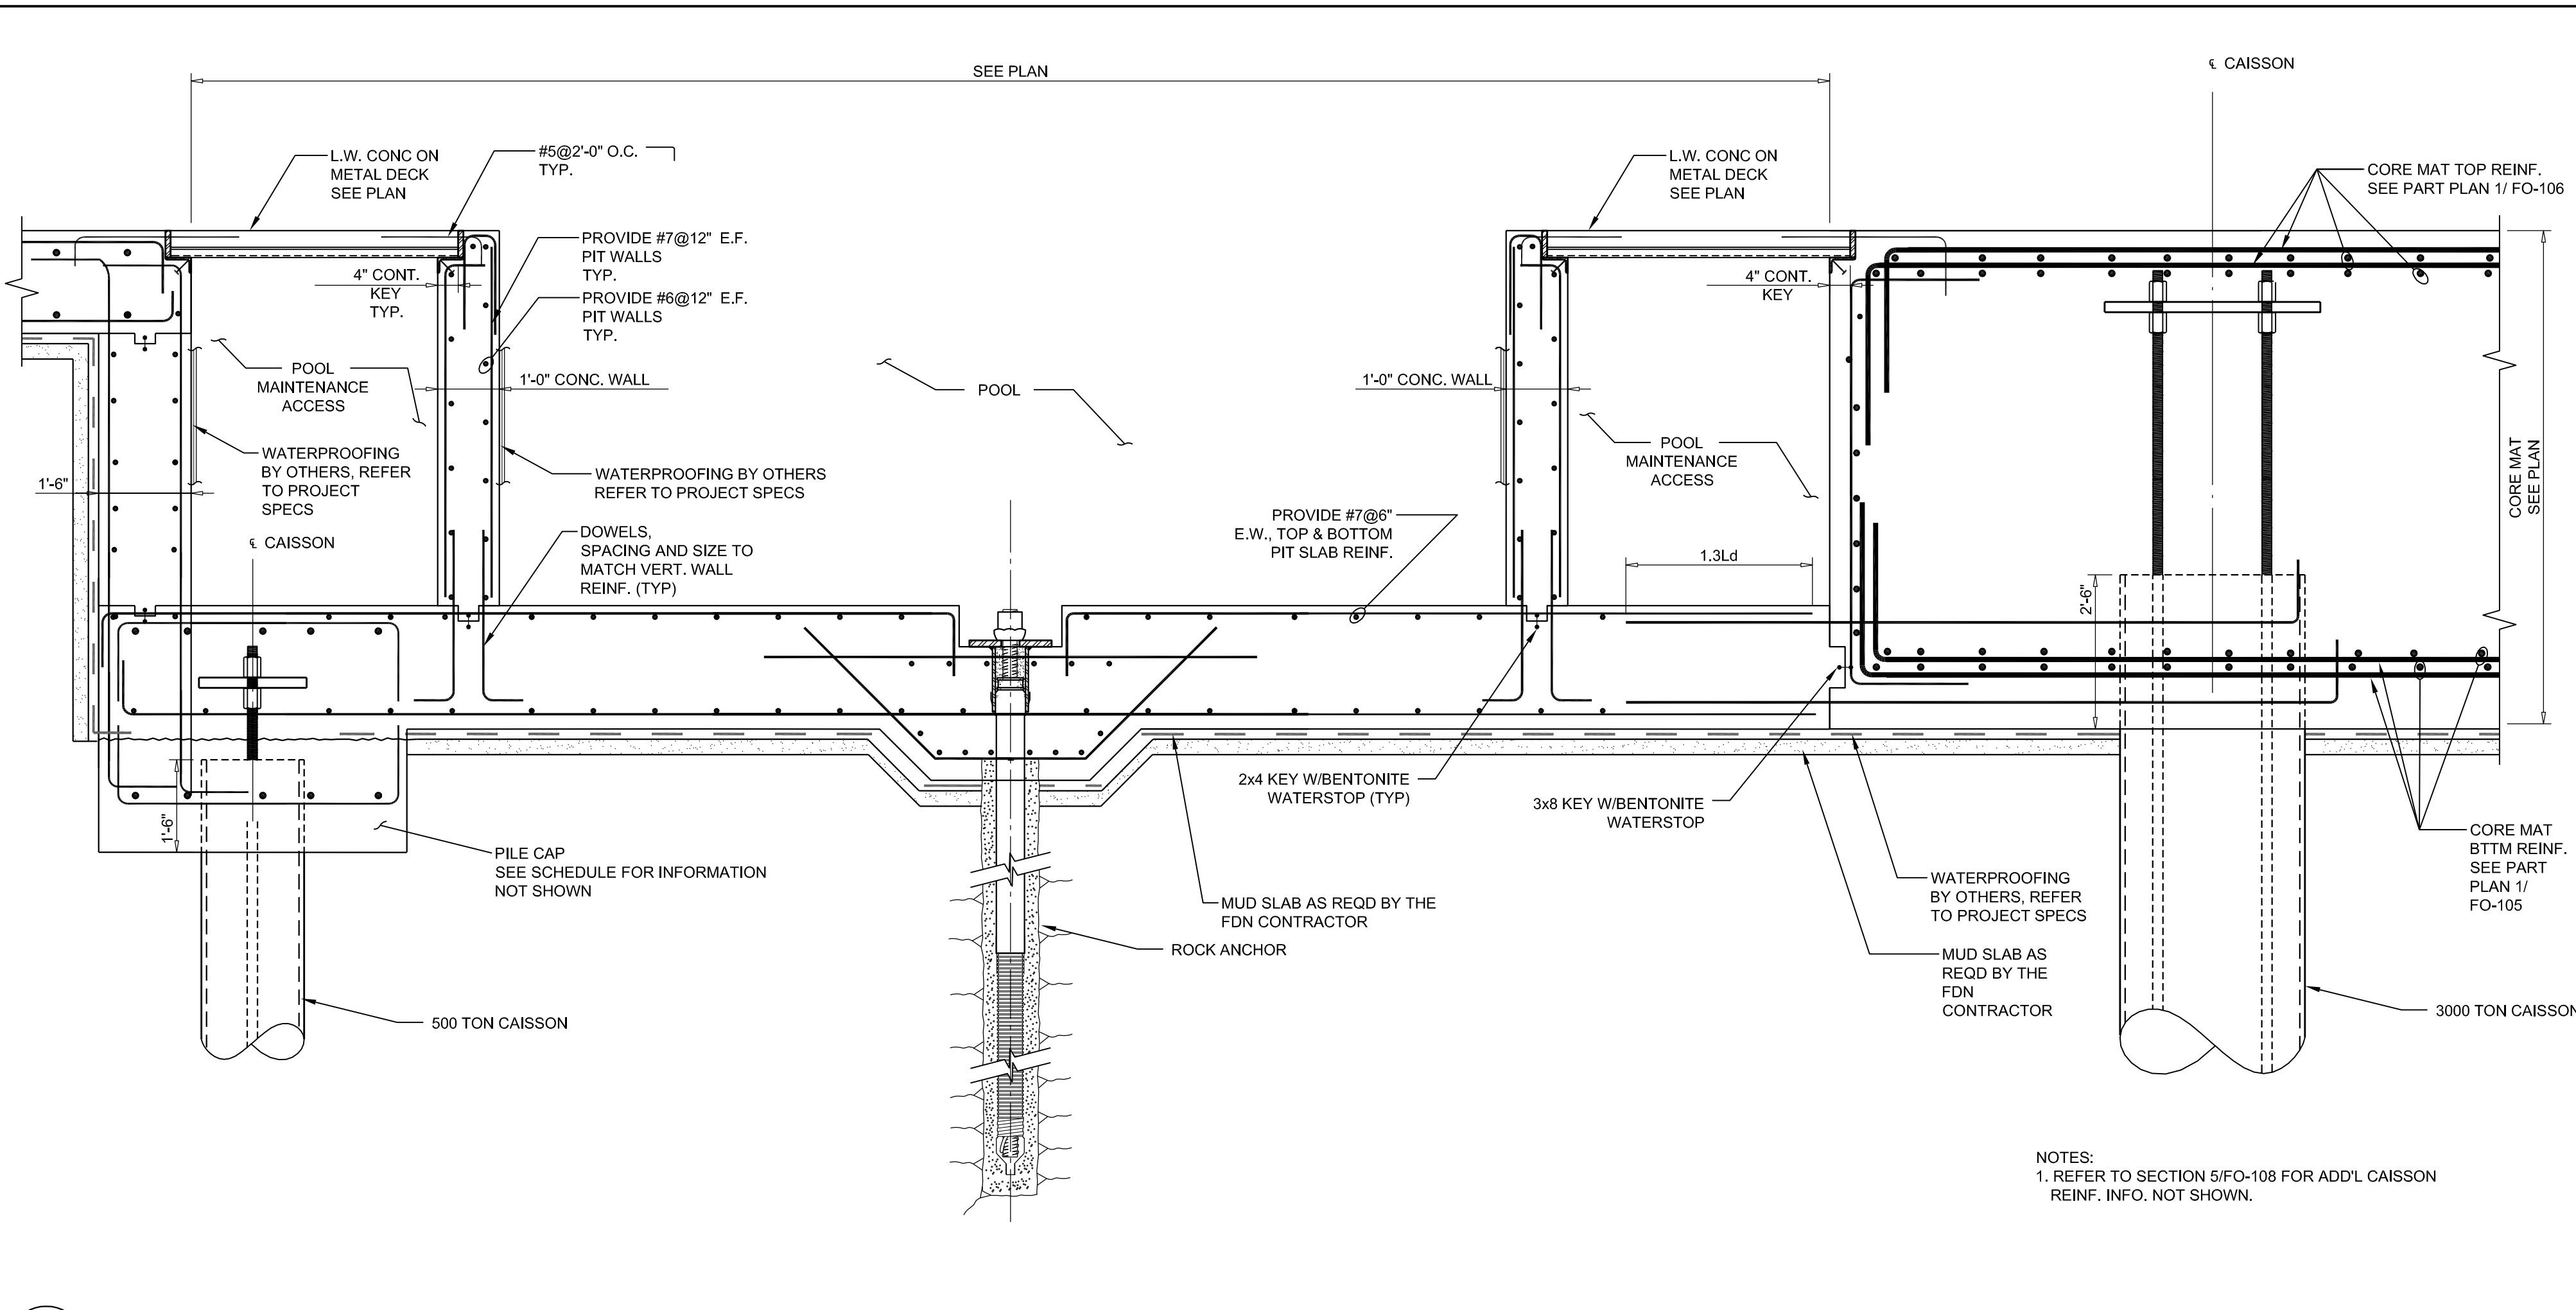 SEE PLAN
℄ CAISSON
L.W. CONC ON
METAL DECK
SEE PLAN
#5@2'-0" O.C.
TYP.
L.W. CONC ON
METAL DECK
SEE PLAN
CORE MAT TOP REINF.
SEE PART PLAN 1/ FO-106
PROVIDE #7@12" E.F.
PIT WALLS
TYP.
4" CONT.
KEY
TYP.
PROVIDE #6@12" E.F.
PIT WALLS
TYP.
4" CONT.
KEY
POOL
MAINTENANCE
ACCESS
1'-0" CONC. WALL
POOL
1'-0" CONC. WALL
POOL
MAINTENANCE
ACCESS
CORE MAT
SEE PLAN
1'-6"
WATERPROOFING
BY OTHERS, REFER
TO PROJECT
SPECS
WATERPROOFING BY OTHERS
REFER TO PROJECT SPECS
℄ CAISSON
DOWELS,
SPACING AND SIZE TO
MATCH VERT. WALL
REINF. (TYP)
PROVIDE #7@6"
E.W., TOP & BOTTOM
PIT SLAB REINF.
1.3Ld
2'-6"
2x4 KEY W/BENTONITE
WATERSTOP (TYP)
3x8 KEY W/BENTONITE
WATERSTOP
1'-6"
PILE CAP
SEE SCHEDULE FOR INFORMATION
NOT SHOWN
MUD SLAB AS REQD BY THE
FDN CONTRACTOR
ROCK ANCHOR
WATERPROOFING
BY OTHERS, REFER
TO PROJECT SPECS
CORE MAT
BTTM REINF.
SEE PART
PLAN 1/
FO-105
MUD SLAB AS
REQD BY THE
FDN
CONTRACTOR
500 TON CAISSON
3000 TON CAISSON
NOTES:
1. REFER TO SECTION 5/FO-108 FOR ADD'L CAISSON
REINF. INFO. NOT SHOWN.